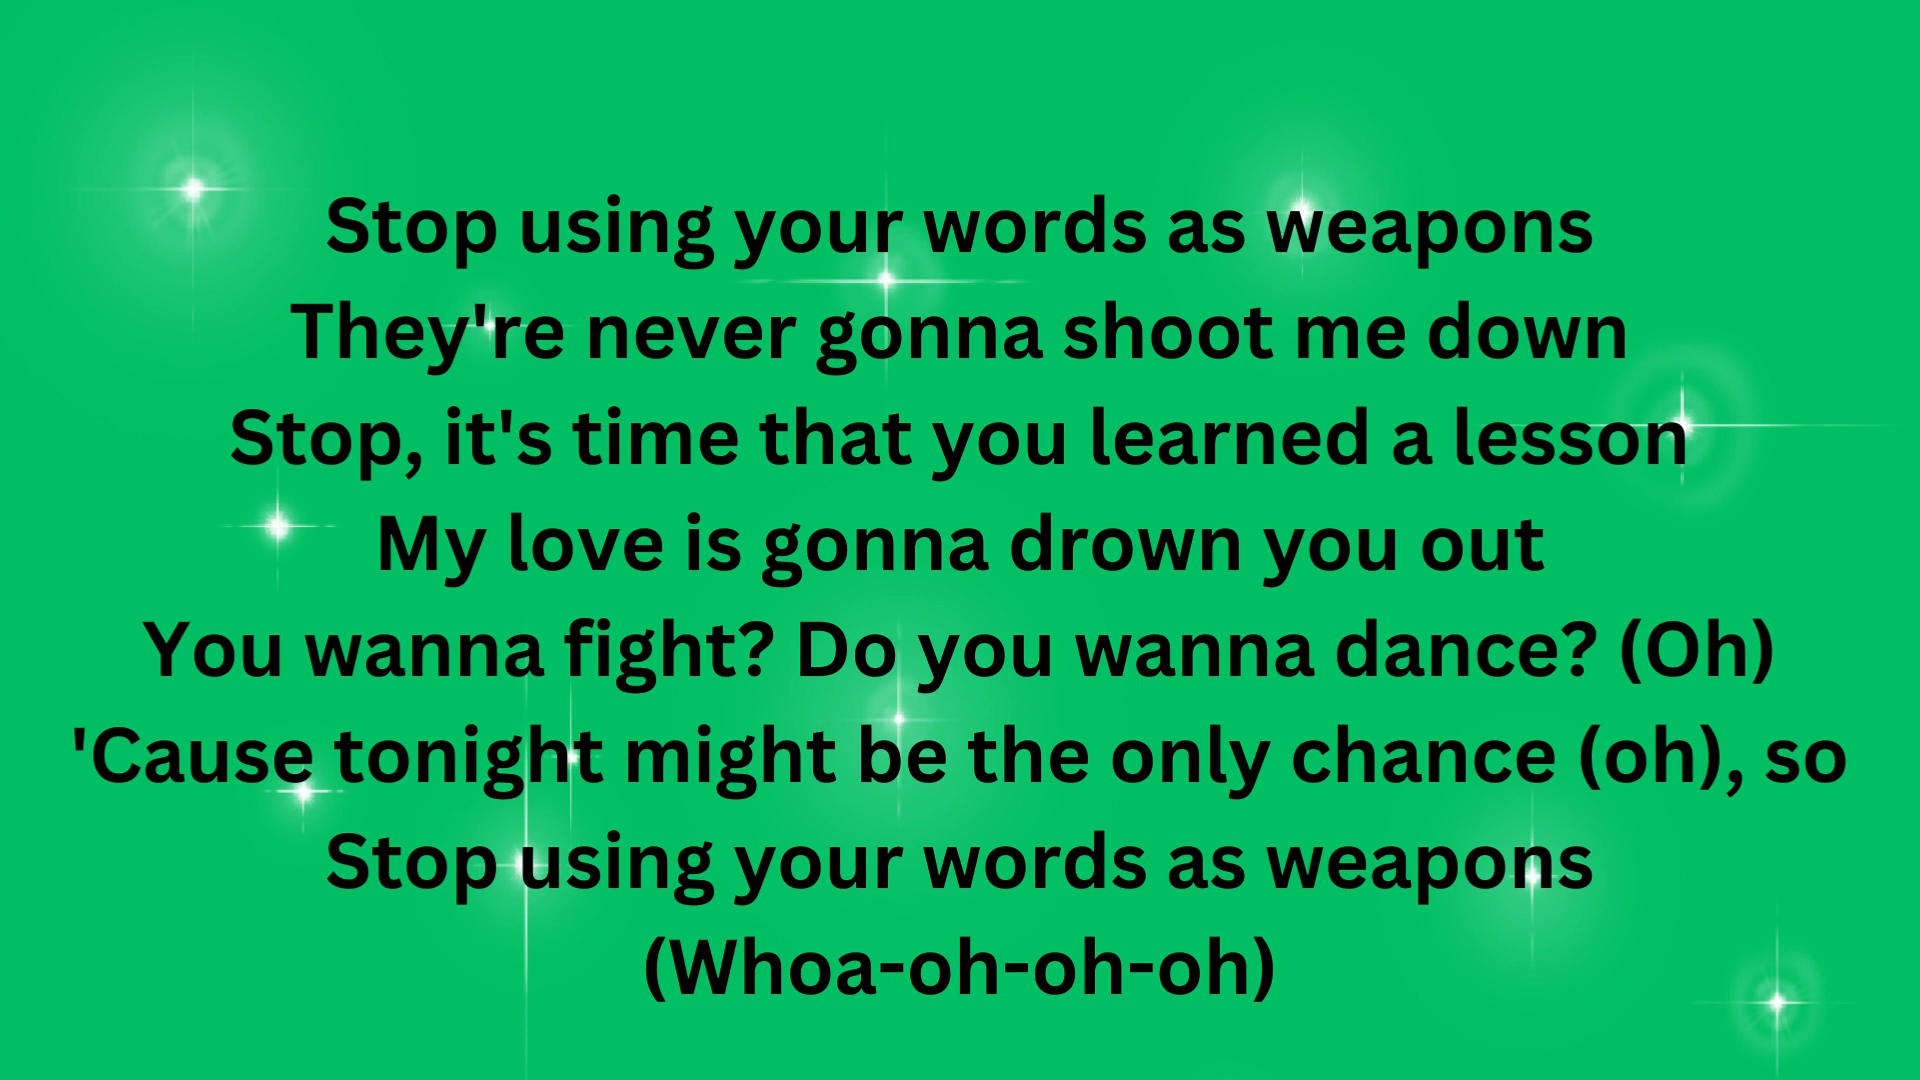 Stop using your words as weapons
They're never gonna shoot me down
Stop, it's time that you learned a lesson
My love is gonna drown you out
You wanna fight? Do you wanna dance? (Oh)
'Cause tonight might be the only chance (oh), so
Stop using your words as weapons
(Whoa-oh-oh-oh)